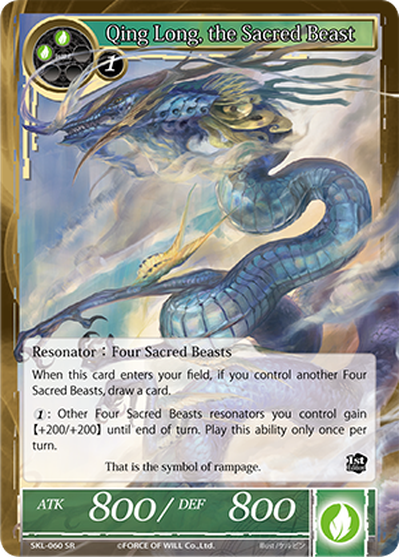 Qing Long, the Sacred Beast
1
Resonator : Four Sacred Beasts
When this card enters your field, if you control another Four
Sacred Beasts, draw a card.
1 : Other Four Sacred Beasts resonators you control gain
【+200/+200】 until end of turn. Play this ability only once per
turn.
That is the symbol of rampage.
1st
Edition
ATK 800 / DEF 800
SKL-060 SR ©FORCE OF WILL Co.,Ltd. Illust/